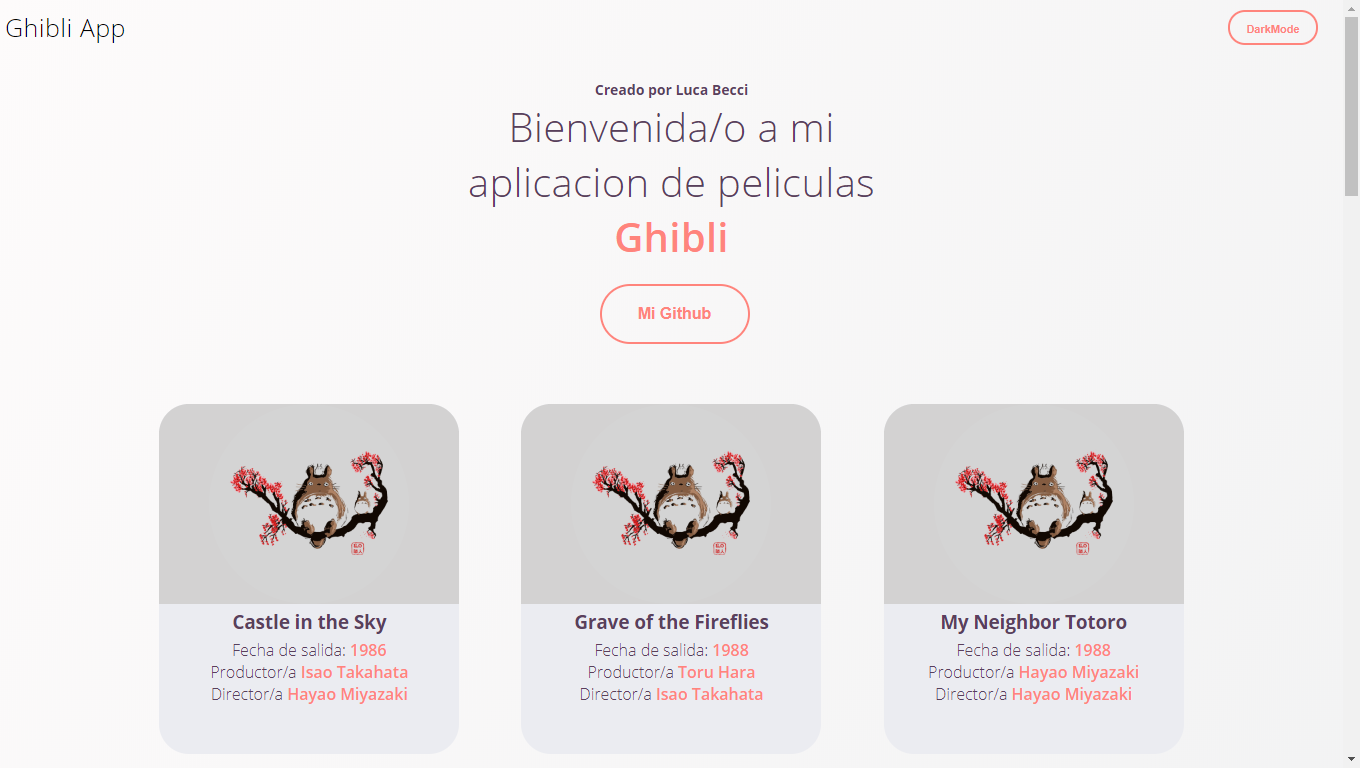 Ghibli App
DarkMode
Creado por Luca Becci
Bienvenida/o a mi
aplicacion de peliculas
Ghibli
Mi Github
Castle in the Sky
Fecha de salida: 1986
Productor/a Isao Takahata
Director/a Hayao Miyazaki
Grave of the Fireflies
Fecha de salida: 1988
Productor/a Toru Hara
Director/a Isao Takahata
My Neighbor Totoro
Fecha de salida: 1988
Productor/a Hayao Miyazaki
Director/a Hayao Miyazaki